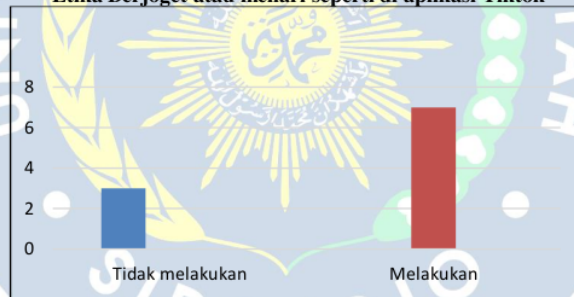 Etika Berjoget atau menari seperti di aplikasi Tiktok
8
6
4
2
0
Tidak melakukan
Melakukan